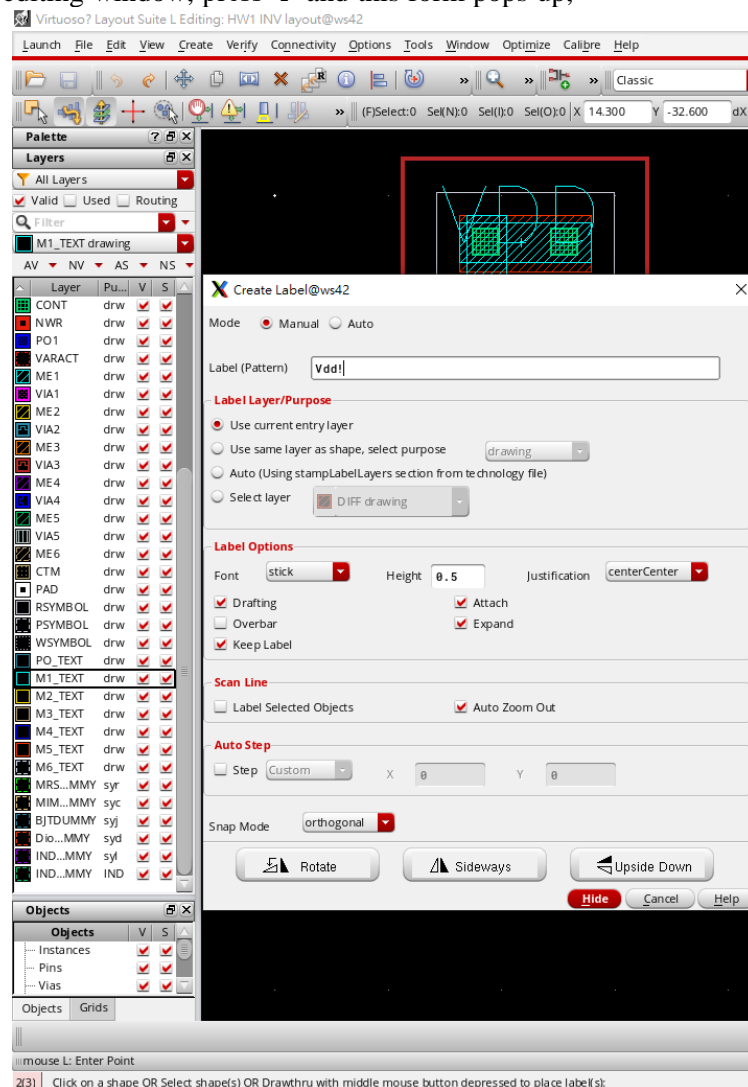 editing window, press "l" and this form pops up,
Virtuoso? Layout Suite L Editing: HW1 INV layout@ws42
Launch File Edit View Create Verify Connectivity Options Tools Window Optimize Calibre Help
» » » Classic
» (F)Select:0 Sel(N):0 Sel(I):0 Sel(O):0 X 14.300 Y -32.600 dX
Palette
Layers
All Layers
Valid Used Routing
Filter
M1_TEXT drawing
AV NV AS NS
Layer Pu... V S
CONT drw
NWR drw
PO1 drw
VARACT drw
ME1 drw
VIA1 drw
ME2 drw
VIA2 drw
ME3 drw
VIA3 drw
ME4 drw
VIA4 drw
ME5 drw
VIA5 drw
ME6 drw
CTM drw
PAD drw
RSYMBOL drw
PSYMBOL drw
WSYMBOL drw
PO_TEXT drw
M1_TEXT drw
M2_TEXT drw
M3_TEXT drw
M4_TEXT drw
M5_TEXT drw
M6_TEXT drw
MRS...MMY syr
MIM...MMY syc
BJTDUMMY syj
Dio...MMY syd
IND...MMY syl
IND...MMY IND
Objects
Objects V S
Instances
Pins
Vias
Objects Grids
VDD
Create Label@ws42
Mode Manual Auto
Label (Pattern) Vdd!
Label Layer/Purpose
Use current entry layer
Use same layer as shape, select purpose drawing
Auto (Using stampLabelLayers section from technology file)
Select layer DIFF drawing
Label Options
Font stick Height 0.5 Justification centerCenter
Drafting Attach
Overbar Expand
Keep Label
Scan Line
Label Selected Objects Auto Zoom Out
Auto Step
Step Custom X 0 Y 0
Snap Mode orthogonal
Rotate Sideways Upside Down
Hide Cancel Help
mouse L: Enter Point
2(3) Click on a shape OR Select shape(s) OR Drawthru with middle mouse button depressed to place label(s):